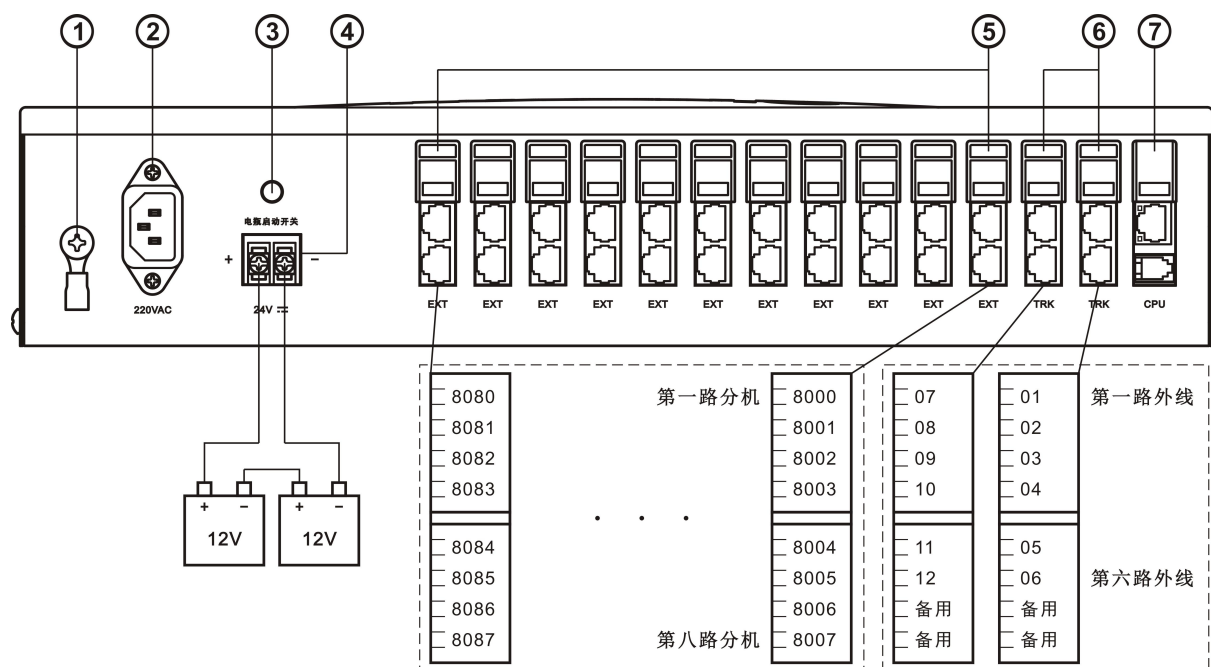 1 2 3 4 5 6 7
电瓶启动开关
+ −
220VAC
24V
EXT EXT EXT EXT EXT EXT EXT EXT EXT EXT EXT TRK TRK CPU
8080 第一路分机 8000 07 01 第一路外线
8081 8001 08 02
8082 8002 09 03
8083 8003 10 04
+ − + −
12V 12V
. . .
8084 8004 11 05
8085 8005 12 06 第六路外线
8086 8006 备用 备用
8087 第八路分机 8007 备用 备用